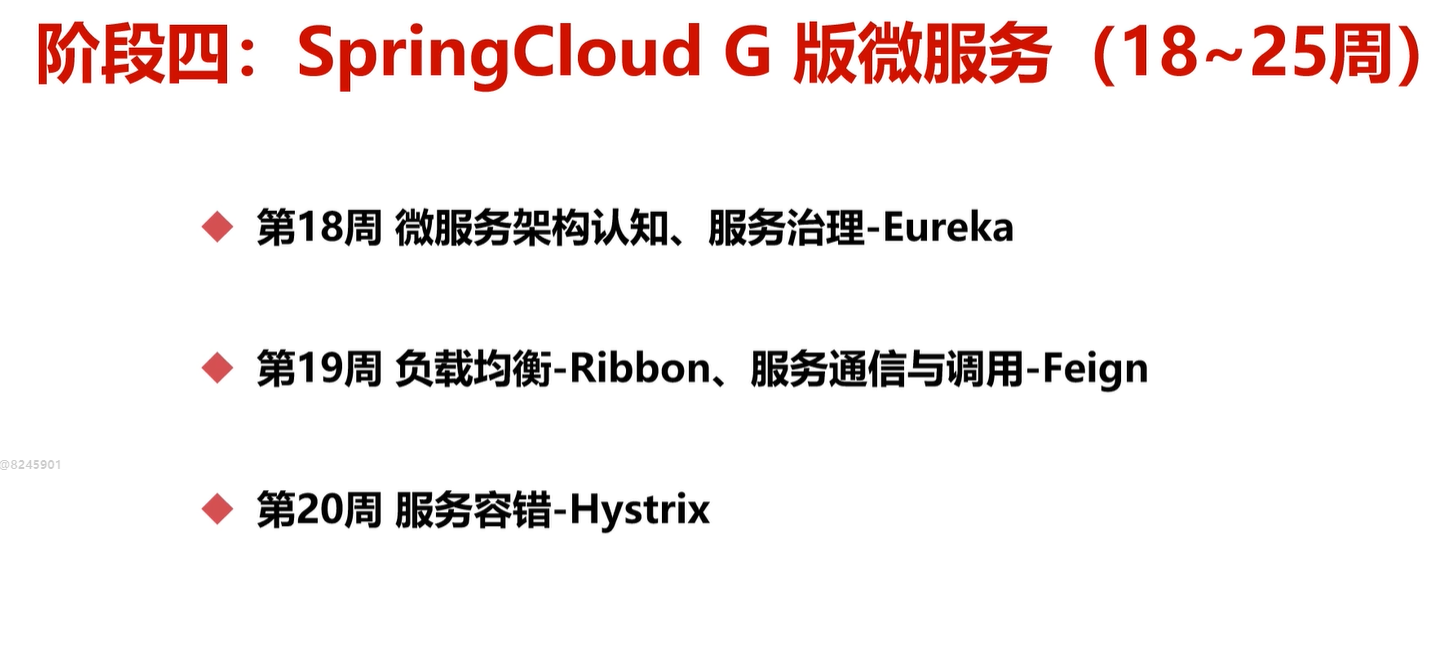 阶段四：SpringCloud G 版微服务（18~25周）
第18周 微服务架构认知、服务治理-Eureka
第19周 负载均衡-Ribbon、服务通信与调用-Feign
@8245901
第20周 服务容错-Hystrix